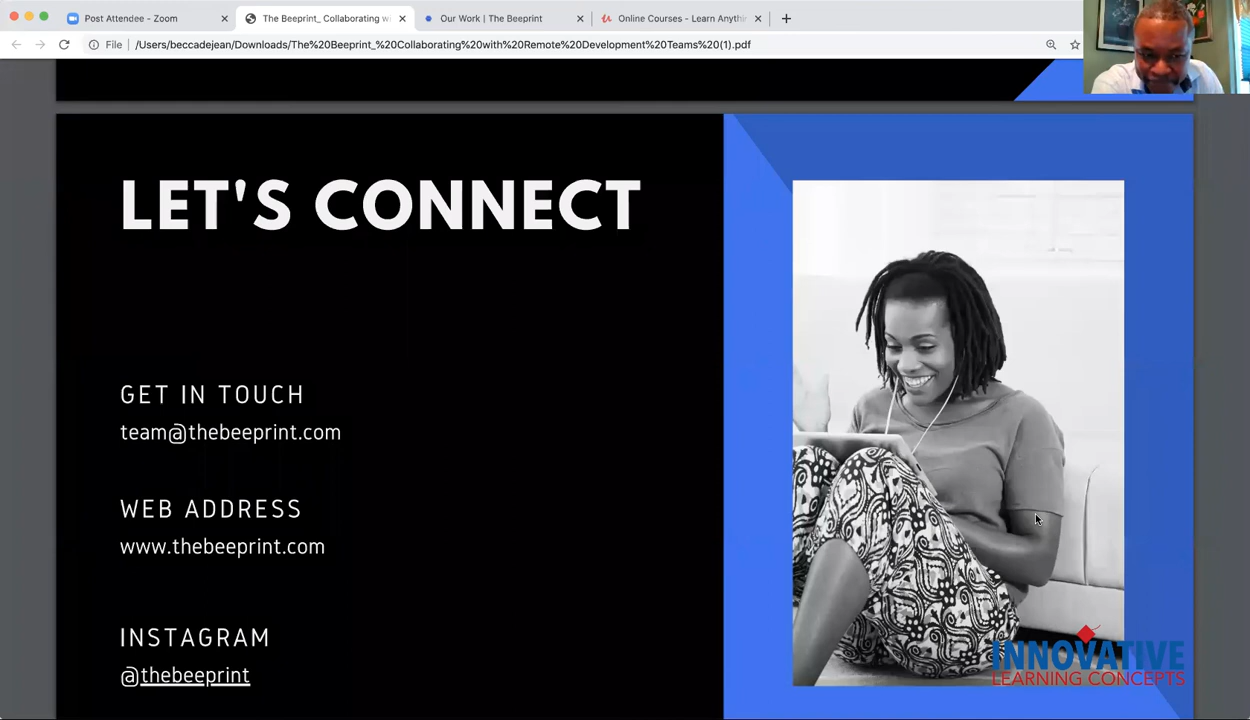 Post Attendee - Zoom
The Beeprint_ Collaborating w
Our Work | The Beeprint
Online Courses - Learn Anythi
File
/Users/beccadejean/Downloads/The%20Beeprint_%20Collaborating%20with%20Remote%20Development%20Teams%20(1).pdf
LET'S CONNECT
GET IN TOUCH
team@thebeeprint.com
WEB ADDRESS
www.thebeeprint.com
INSTAGRAM
@thebeeprint
INNOVATIVE
LEARNING CONCEPTS